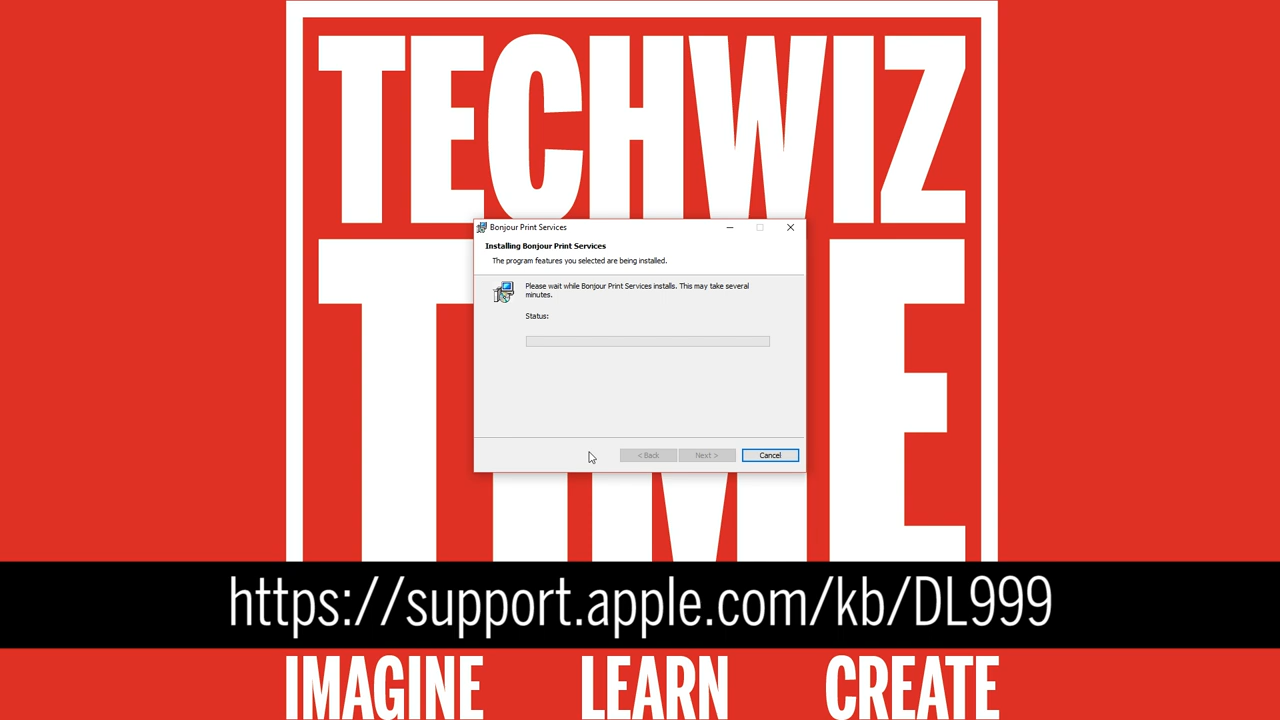 TECHWIZ
TIME
Bonjour Print Services
Installing Bonjour Print Services
The program features you selected are being installed.
Please wait while Bonjour Print Services installs. This may take several
minutes.
Status:
< Back
Next >
Cancel
https://support.apple.com/kb/DL999
IMAGINE LEARN CREATE